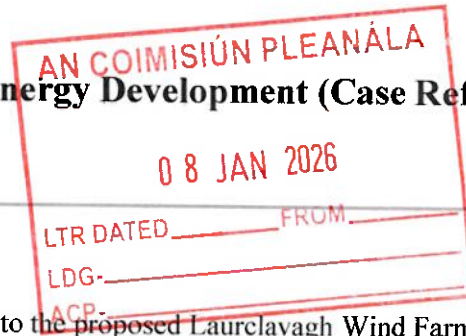 AN COIMISIÚN PLEANÁLA
nergy Development (Case Ref
08 JAN 2026
LTR DATED FROM
LDG-
ACP-
to the proposed Laurclavagh Wind Farm